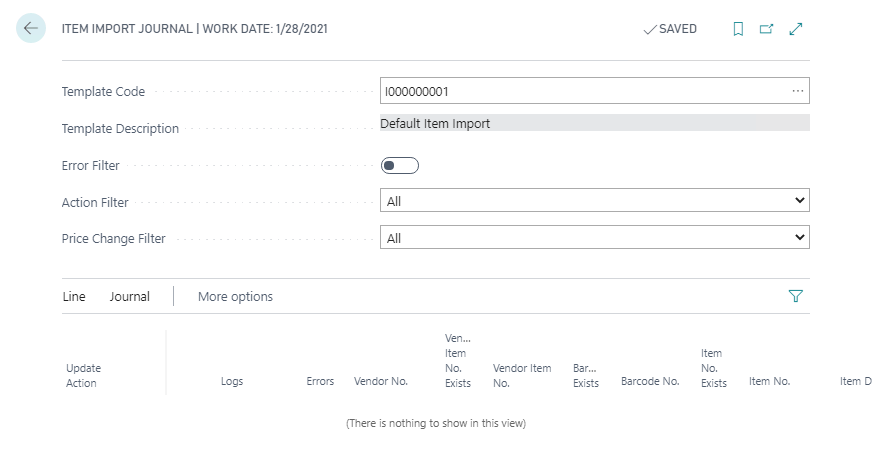 ITEM IMPORT JOURNAL | WORK DATE: 1/28/2021
SAVED
Template Code
I000000001
...
Template Description
Default Item Import
Error Filter
Action Filter
All
Price Change Filter
All
Line
Journal
More options
Update
Action
Logs
Errors
Vendor No.
Ven...
Item
No.
Exists
Vendor Item
No.
Bar...
Exists
Barcode No.
Item
No.
Exists
Item No.
Item D
(There is nothing to show in this view)